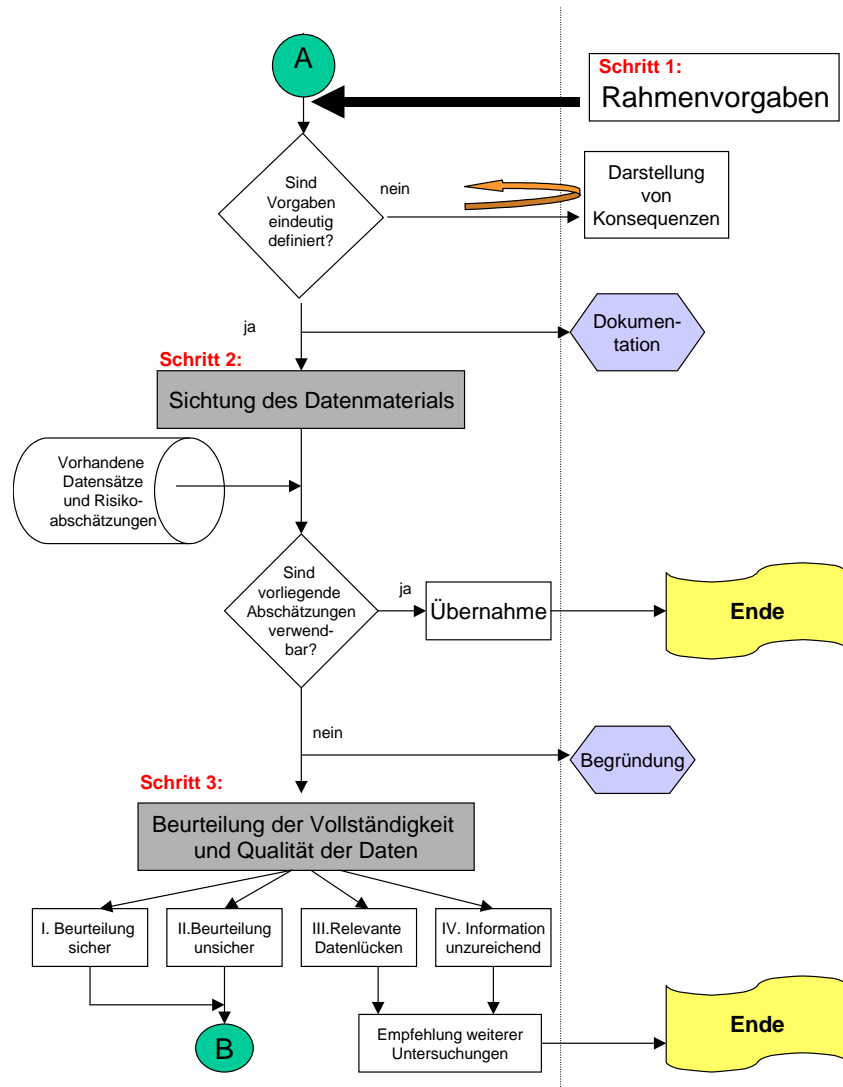 A
Schritt 1:
Rahmenvorgaben
Sind
Vorgaben
eindeutig
definiert?
nein
Darstellung
von
Konsequenzen
ja
Dokumen-
tation
Schritt 2:
Sichtung des Datenmaterials
Vorhandene
Datensätze
und Risiko-
abschätzungen
Sind
vorliegende
Abschätzungen
verwend-
bar?
ja
Übernahme
Ende
nein
Begründung
Schritt 3:
Beurteilung der Vollständigkeit
und Qualität der Daten
I. Beurteilung
sicher
II.Beurteilung
unsicher
III.Relevante
Datenlücken
IV. Information
unzureichend
B
Empfehlung weiterer
Untersuchungen
Ende